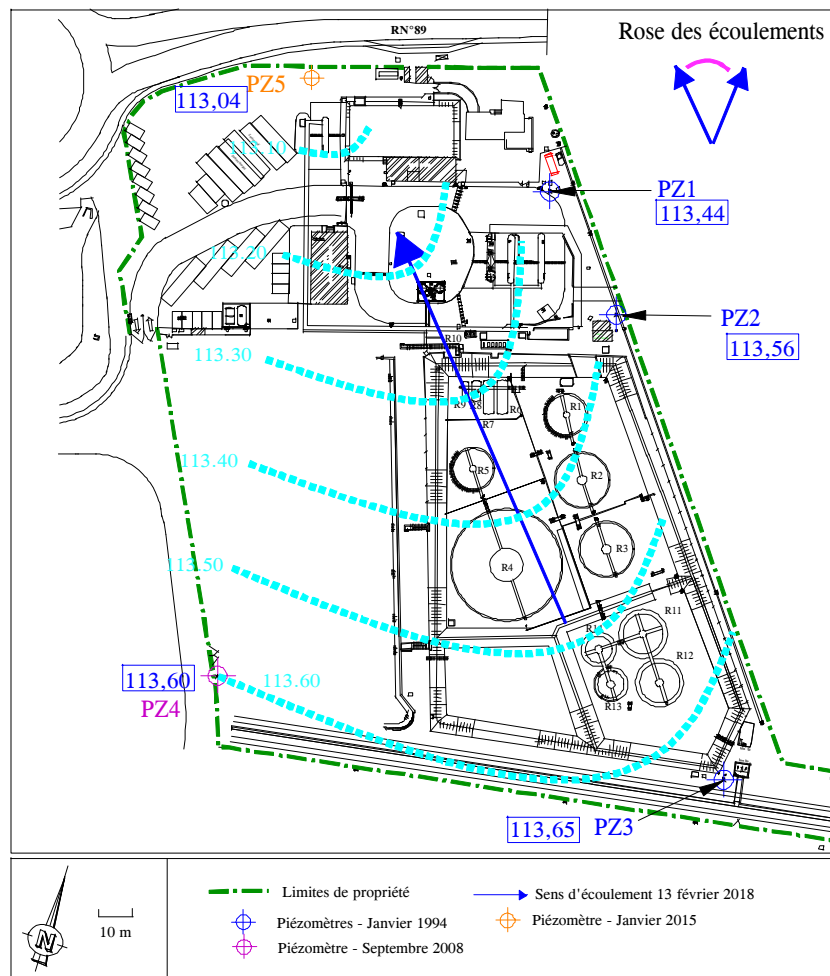 RN°89
Rose des écoulements
PZ5
113,04
113.10
PZ1
113,44
113.20
PZ2
113,56
R10
113.30
R9
R8
R6
R7
R1
113.40
R5
R2
R3
R4
113.50
R11
R1
R12
113,60
113.60
R13
PZ4
113,65
PZ3
N
10 m
Limites de propriété
Sens d'écoulement 13 février 2018
Piézomètres - Janvier 1994
Piézomètre - Janvier 2015
Piézomètre - Septembre 2008